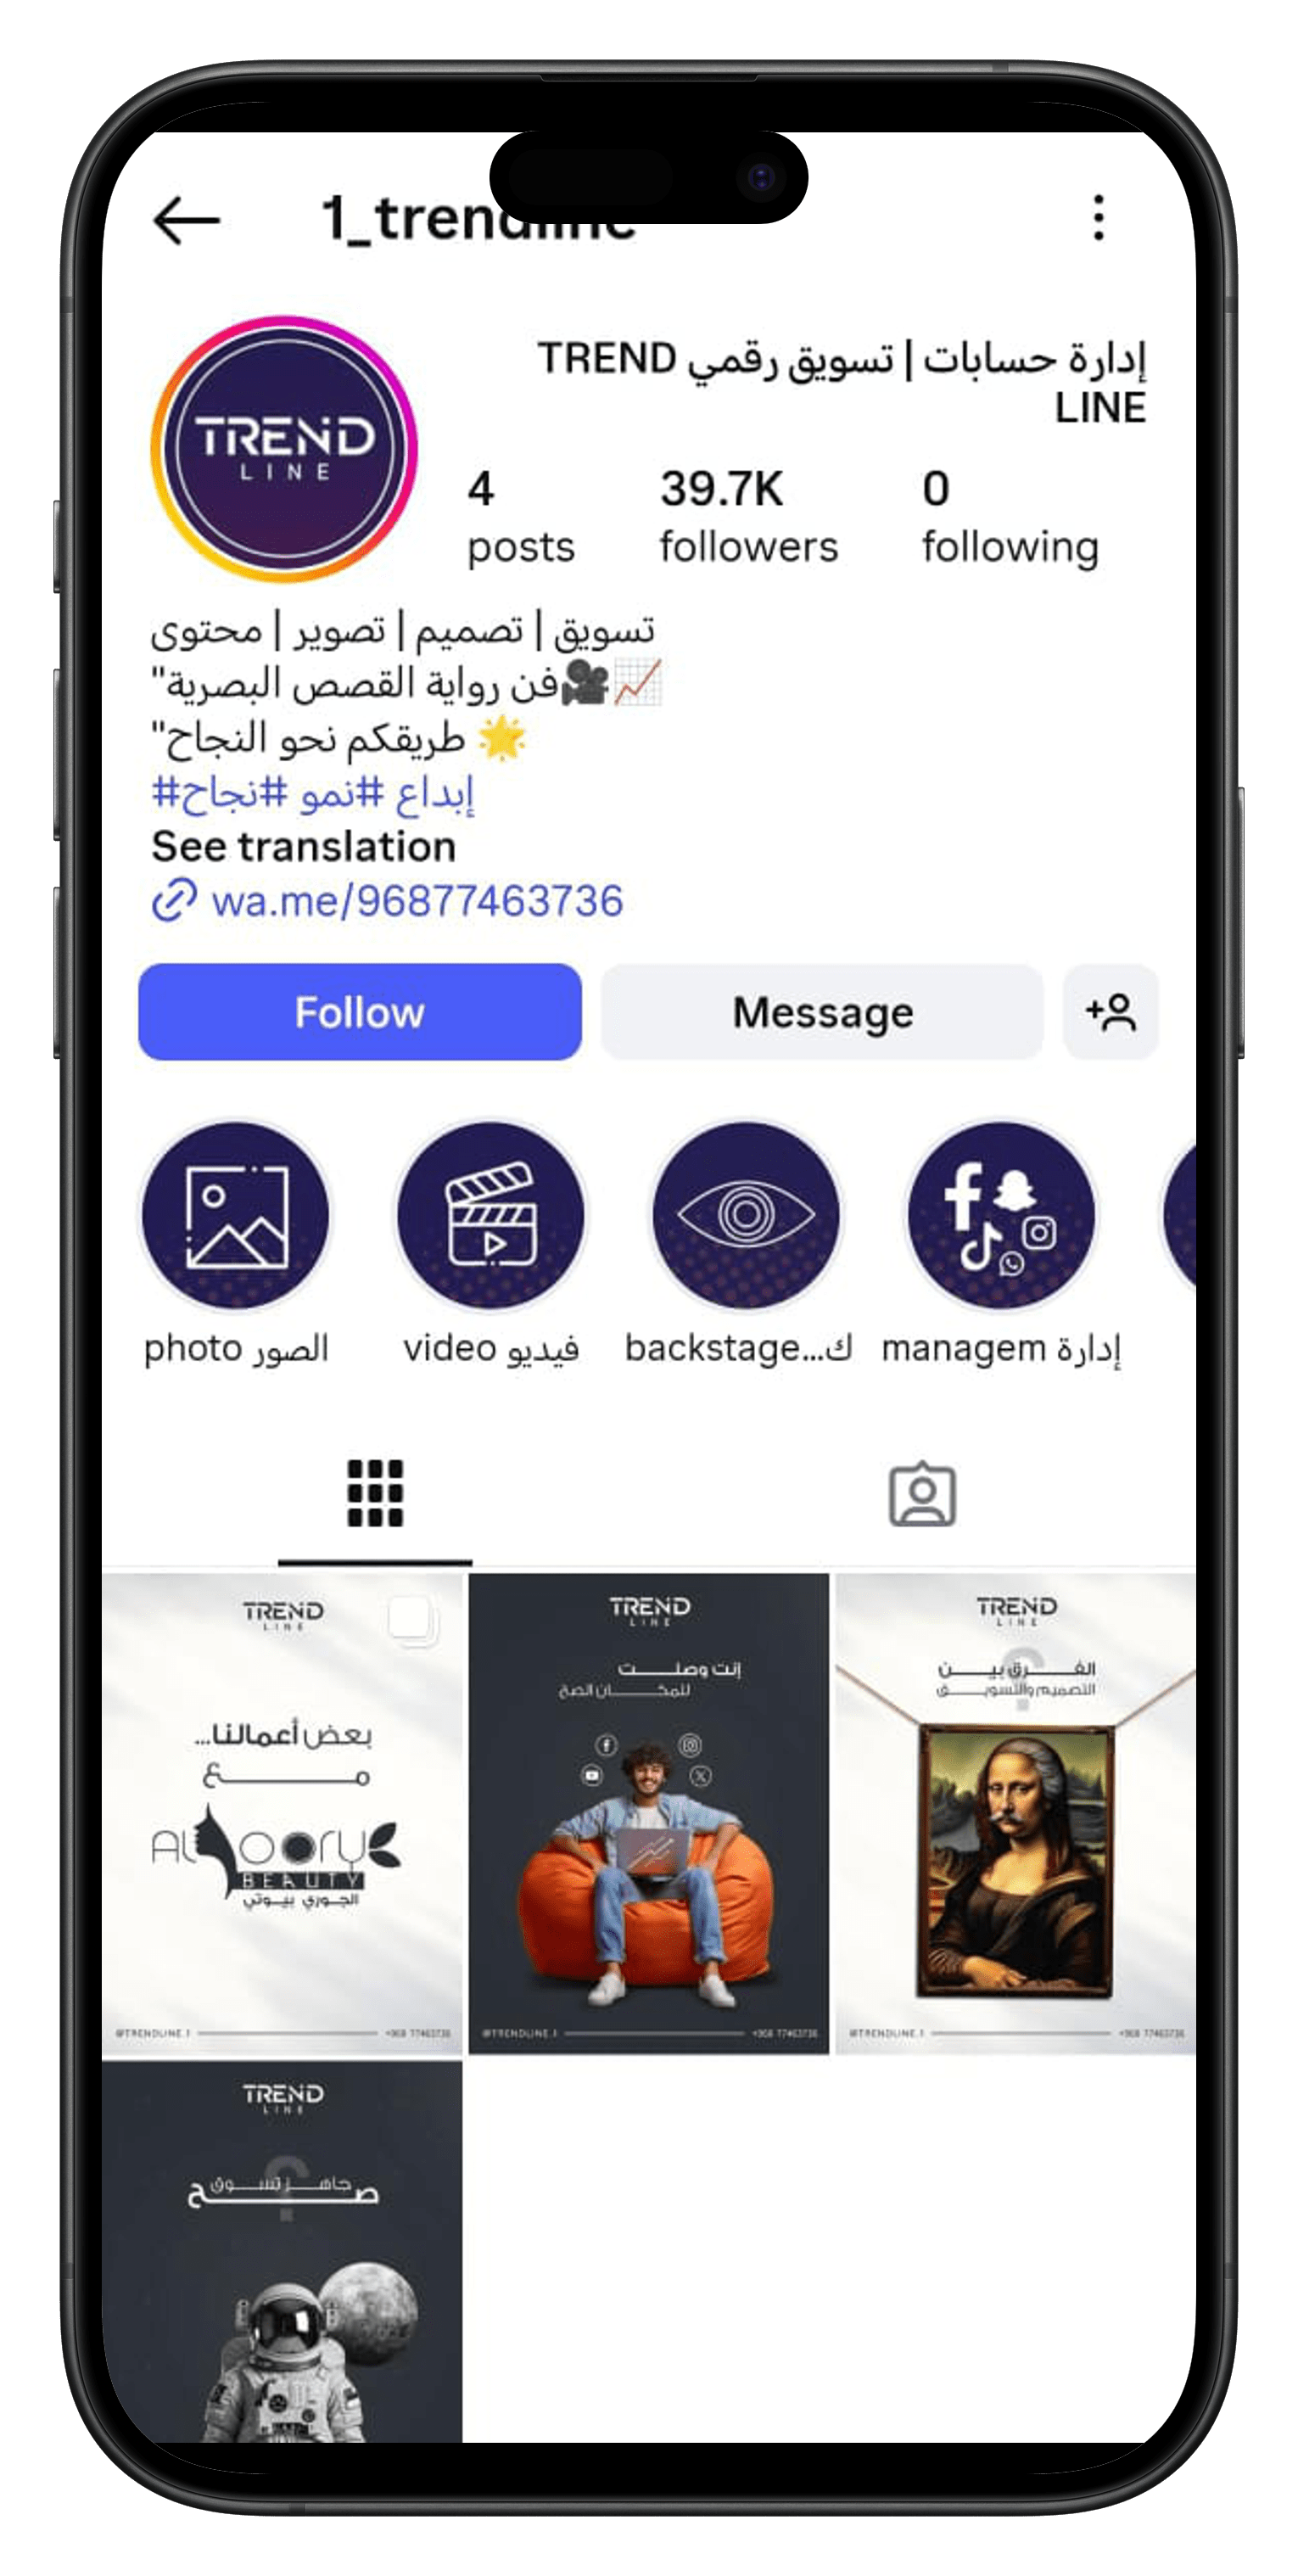 1_trendline
إدارة حسابات | تسويق رقمي TREND
LINE
TREND
LINE
4
39.7K
0
posts
followers
following
تسويق | تصميم | تصوير | محتوى
"فن رواية القصص البصرية🎥📈
"طريقكم نحو النجاح 🌟
#إبداع #نمو #نجاح
See translation
wa.me/96877463736
Follow
Message
photo الصور
video فيديو
backstage...ك
managem إدارة
TREND
LINE
بعض أعمالنا...
مع
Al Joory
BEAUTY
الجوري بيوتي
@TRENDLINE.1
+968 77463736
TREND
LINE
إنت وصلت
للمكان الصح
@TRENDLINE.1
+968 77463736
TREND
LINE
الفرق بين
التصميم والتسويق
؟
@TRENDLINE.1
+968 77463736
TREND
LINE
جاهز تسوق
صح
؟